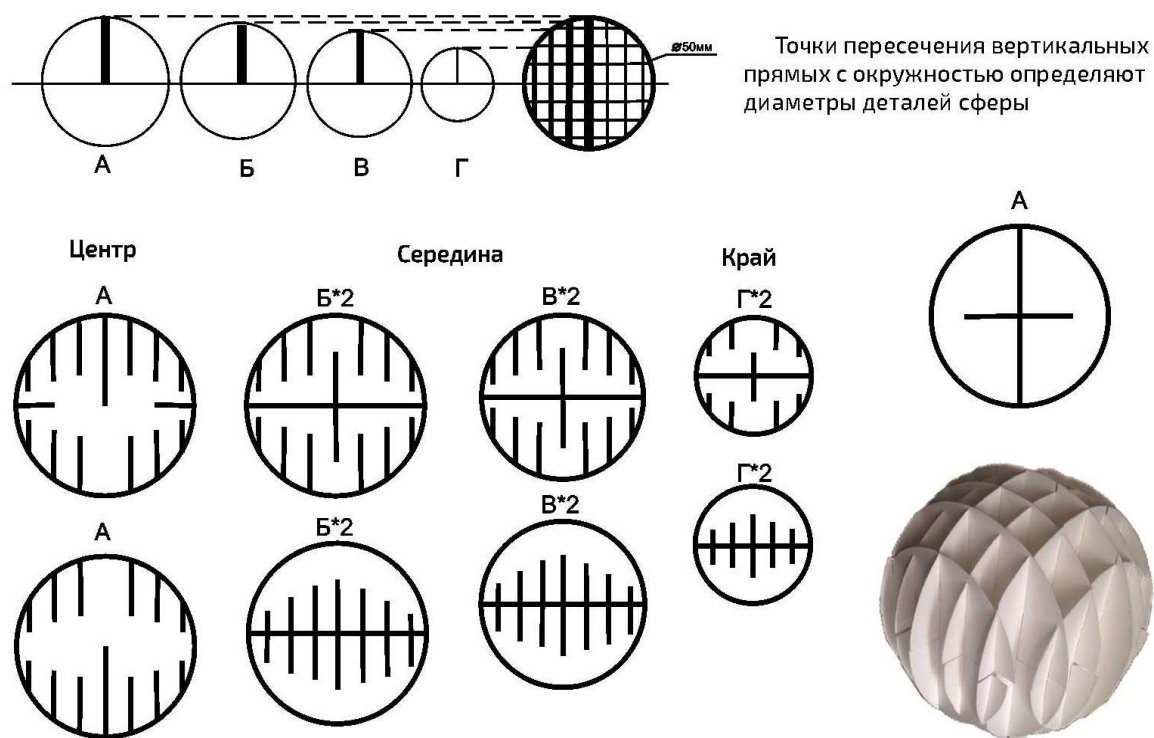 ø50мм
Точки пересечения вертикальных
прямых с окружностью определяют
диаметры деталей сферы
А
Б
В
Г
А
Центр
Середина
Край
А
Б*2
В*2
Г*2
А
Б*2
В*2
Г*2